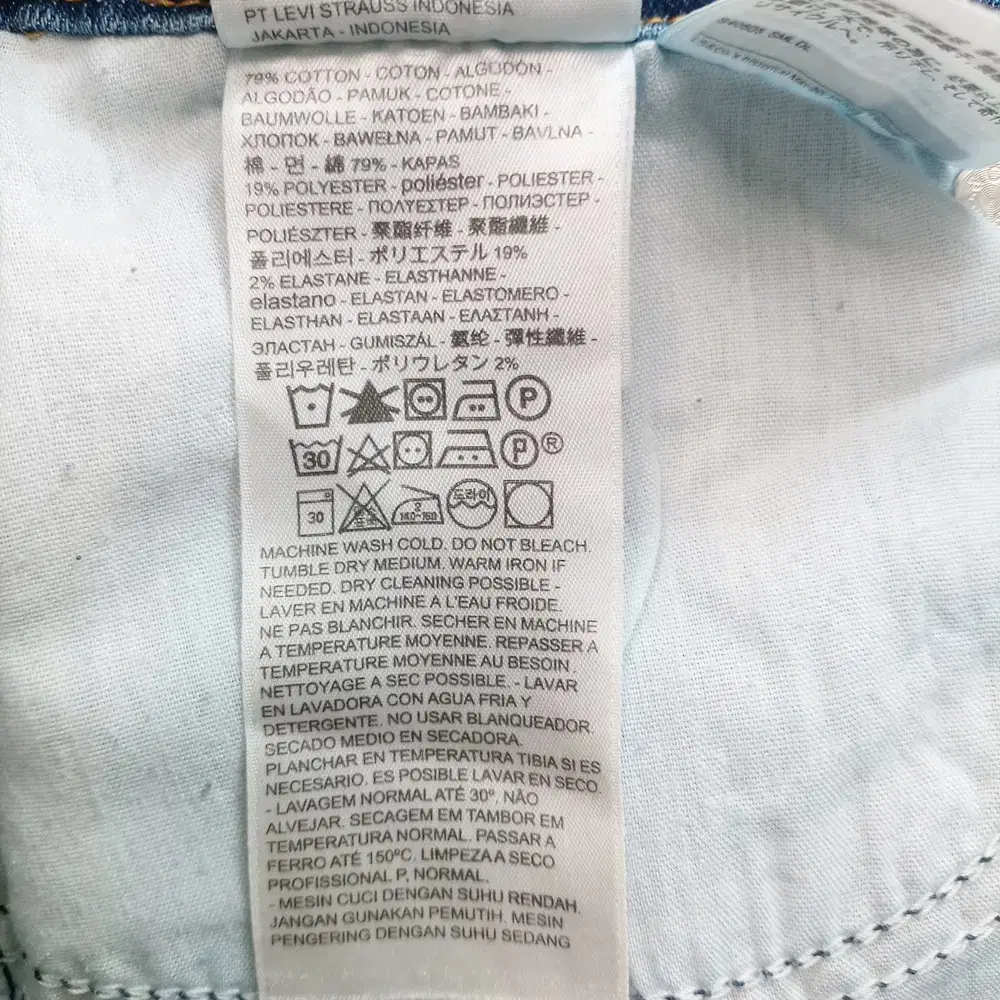 PT LEVI STRAUSS INDONESIA
JAKARTA - INDONESIA
79% COTTON - COTON - ALGODÓN -
ALGODÃO - PAMUK - COTONE -
BAUMWOLLE - KATOEN - BAMBAKI -
ХЛОПОК - BAWEŁNA - PAMUT - BAVLNA -
棉 - 면 - 綿 79% - KAPAS
19% POLYESTER - poliéster - POLIESTER -
POLIESTERE - ΠΟΛΥΕΣΤΕΡ - ПОЛИЭСТЕР -
POLIÉSZTER - 聚酯纤维 - 聚酯纖維 -
폴리에스터 - ポリエステル 19%
2% ELASTANE - ELASTHANNE -
elastano - ELASTAN - ELASTOMERO -
ELASTHAN - ELASTAAN - ΕΛΑΣΤΑΝΗ -
ЭЛАСТАН - GUMISZÁL - 氨纶 - 彈性纖維 -
폴리우레탄 - ポリウレタン 2%
P
30 P ®
30 2 140~160 드라이
MACHINE WASH COLD. DO NOT BLEACH.
TUMBLE DRY MEDIUM. WARM IRON IF
NEEDED. DRY CLEANING POSSIBLE -
LAVER EN MACHINE A L'EAU FROIDE.
NE PAS BLANCHIR. SECHER EN MACHINE
A TEMPERATURE MOYENNE. REPASSER A
TEMPERATURE MOYENNE AU BESOIN.
NETTOYAGE A SEC POSSIBLE. - LAVAR
EN LAVADORA CON AGUA FRIA Y
DETERGENTE. NO USAR BLANQUEADOR.
SECADO MEDIO EN SECADORA.
PLANCHAR EN TEMPERATURA TIBIA SI ES
NECESARIO. ES POSIBLE LAVAR EN SECO.
- LAVAGEM NORMAL ATÉ 30º. NÃO
ALVEJAR. SECAGEM EM TAMBOR EM
TEMPERATURA NORMAL. PASSAR A
FERRO ATÉ 150ºC. LIMPEZA A SECO
PROFISSIONAL P, NORMAL.
- MESIN CUCI DENGAN SUHU RENDAH.
JANGAN GUNAKAN PEMUTIH. MESIN
PENGERING DENGAN SUHU SEDANG